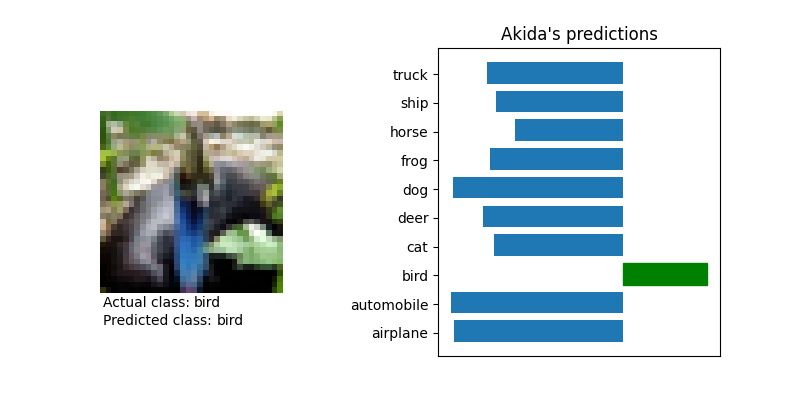 Akida's predictions
truck
ship
horse
frog
dog
deer
cat
bird
automobile
airplane
Actual class: bird
Predicted class: bird